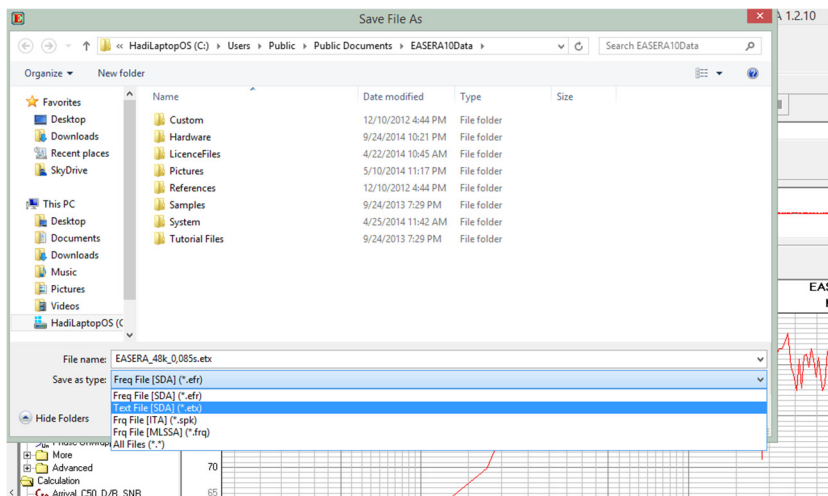 Save File As
A 1.2.10
« HadiLaptopOS (C:) Users Public Public Documents EASERA10Data
Search EASERA10Data
Organize New folder
Favorites
Desktop
Downloads
Recent places
SkyDrive
This PC
Desktop
Documents
Downloads
Music
Pictures
Videos
HadiLaptopOS (C
Name Date modified Type Size
Custom 12/10/2012 4:44 PM File folder
Hardware 9/24/2014 10:21 PM File folder
LicenceFiles 4/22/2014 10:45 AM File folder
Pictures 5/10/2014 11:17 PM File folder
References 12/10/2012 4:44 PM File folder
Samples 9/24/2013 7:29 PM File folder
System 4/25/2014 11:42 AM File folder
Tutorial Files 9/24/2013 7:29 PM File folder
EAS
File name: EASERA_48k_0,085s.etx
Save as type: Freq File [SDA] (*.efr)
Freq File [SDA] (*.efr)
Text File [SDA] (*.etx)
Frq File [ITA] (*.spk)
Frq File [MLSSA] (*.frq)
All Files (*.*)
Hide Folders
More
Advanced
Calculation
Arrival, C50, D/R, SNR
70
65